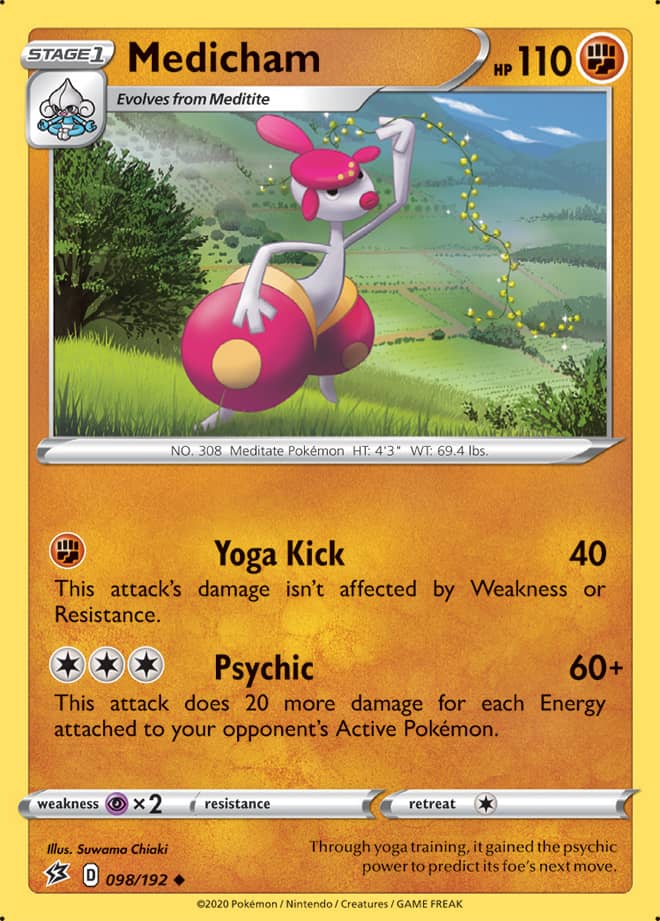 STAGE1
Medicham
HP 110
Evolves from Meditite
NO. 308 Meditate Pokémon HT: 4'3" WT: 69.4 lbs.
Yoga Kick 40
This attack's damage isn't affected by Weakness or
Resistance.
Psychic 60+
This attack does 20 more damage for each Energy
attached to your opponent's Active Pokémon.
weakness ×2 resistance retreat
Illus. Suwama Chiaki
Through yoga training, it gained the psychic
power to predict its foe's next move.
D 098/192
©2020 Pokémon / Nintendo / Creatures / GAME FREAK